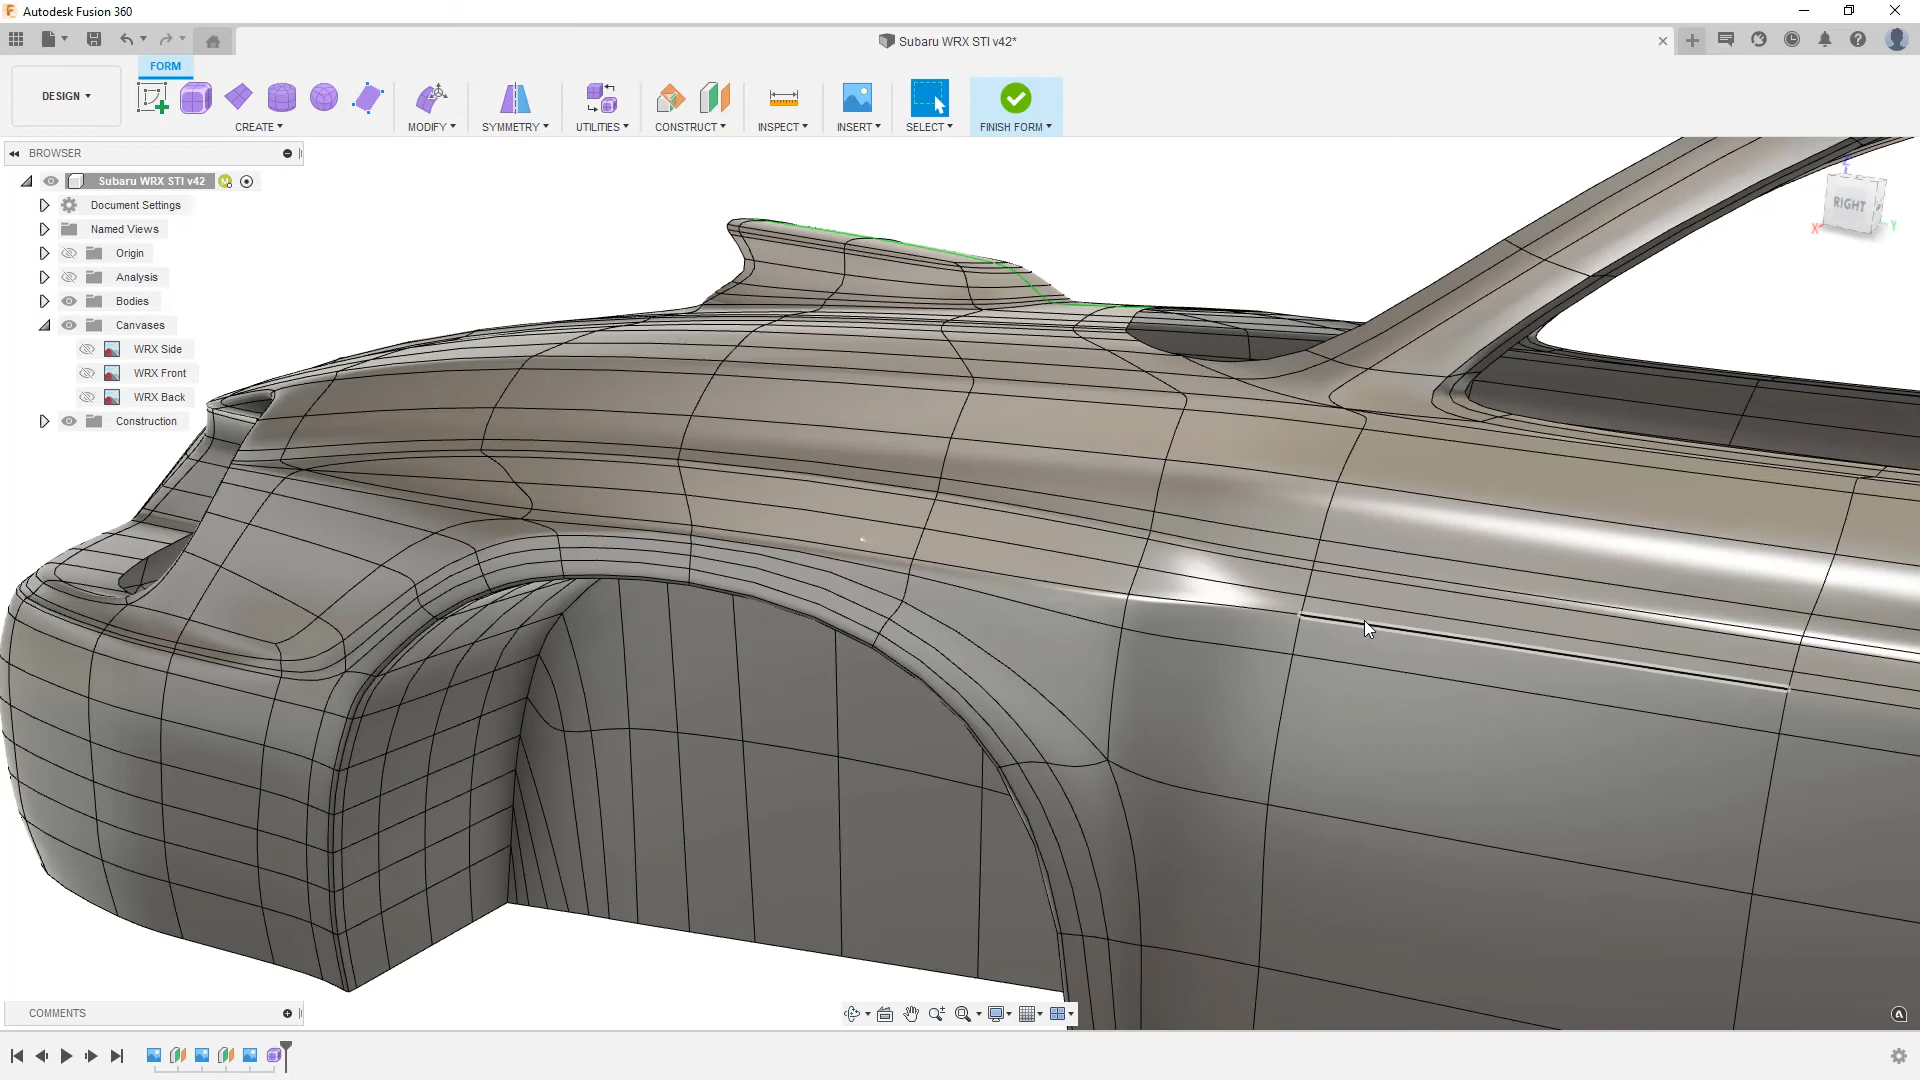 Autodesk Fusion 360
Subaru WRX STI v42*
FORM
DESIGN
CREATE
MODIFY
SYMMETRY
UTILITIES
CONSTRUCT
INSPECT
INSERT
SELECT
FINISH FORM
BROWSER
Subaru WRX STI v42
Document Settings
Named Views
Origin
Analysis
Bodies
Canvases
WRX Side
WRX Front
WRX Back
Construction
Z
RIGHT
X
Y
COMMENTS